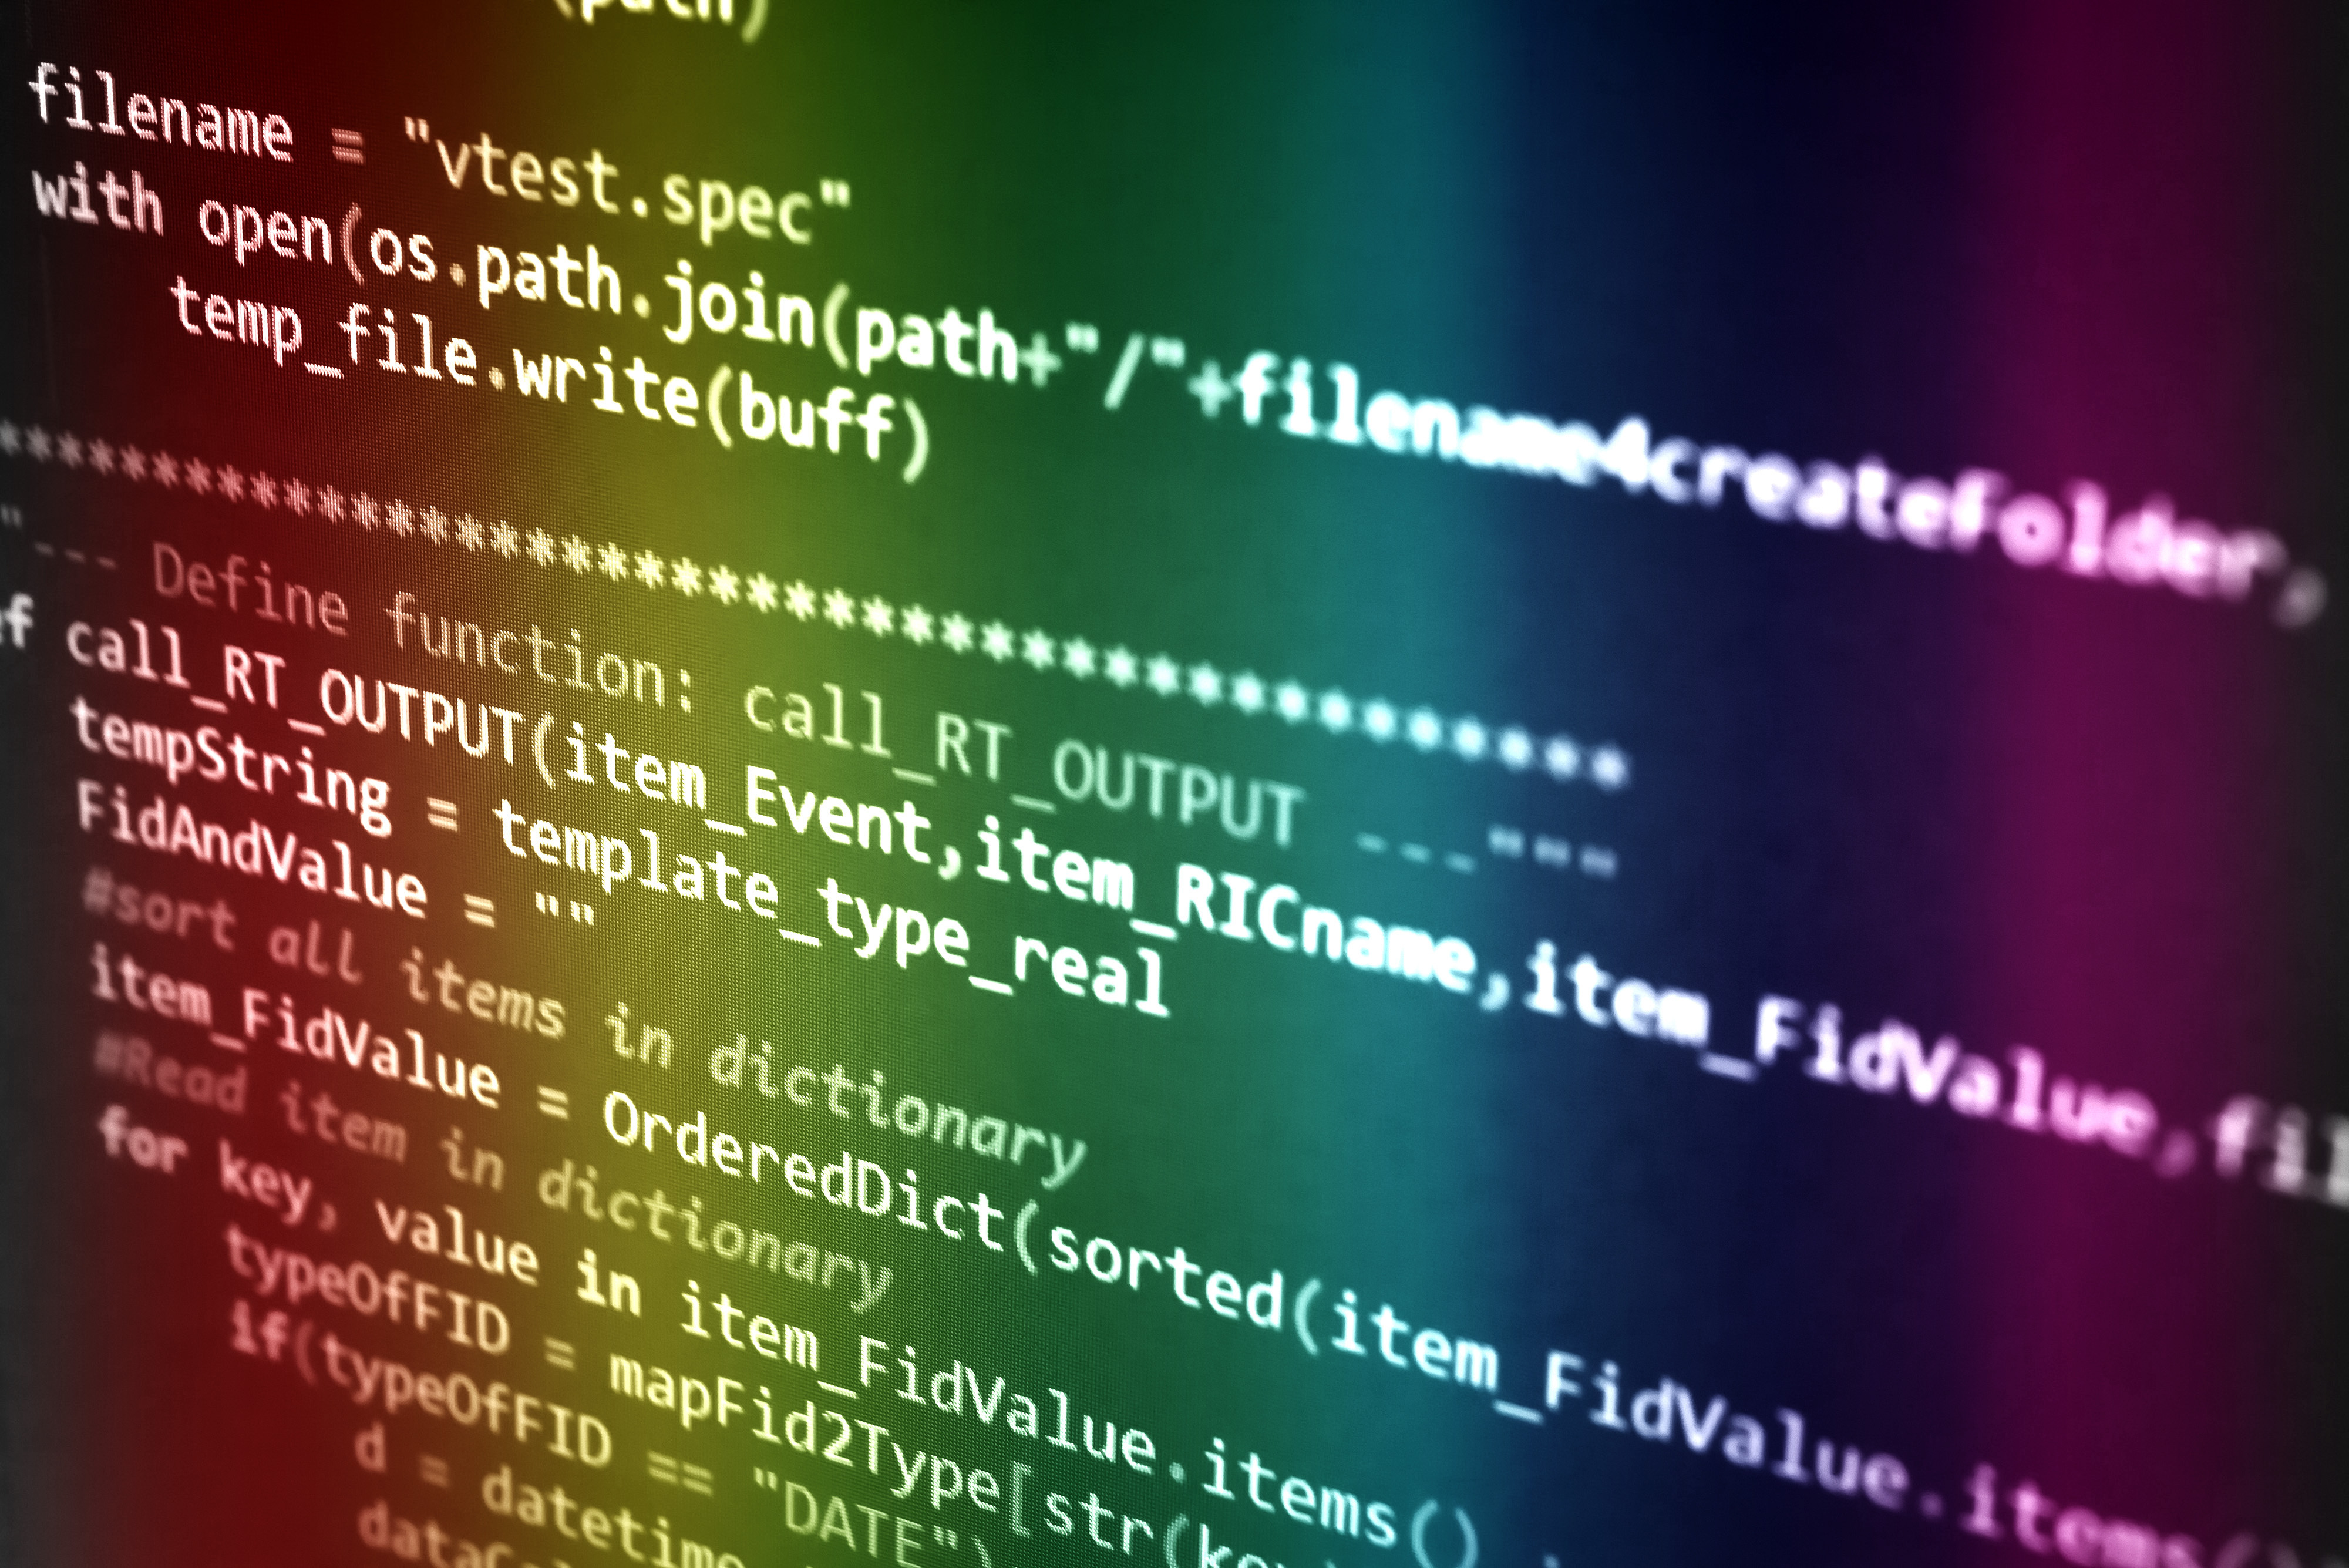 (path)
filename = "vtest.spec"
with open(os.path.join(path+"/"+filename4createFolder,
temp_file.write(buff)
*************************************************
"--- Define function: call_RT_OUTPUT ---"""
ef call_RT_OUTPUT(item_Event,item_RICname,item_FidValue,fil
tempString = template_type_real
FidAndValue = ""
#sort all items in dictionary
item_FidValue = OrderedDict(sorted(item_FidValue.items()
#Read item in dictionary
for key, value in item_FidValue.items()
typeOfFID = mapFid2Type[str(key
if(typeOfFID == "DATE")
d = datetime